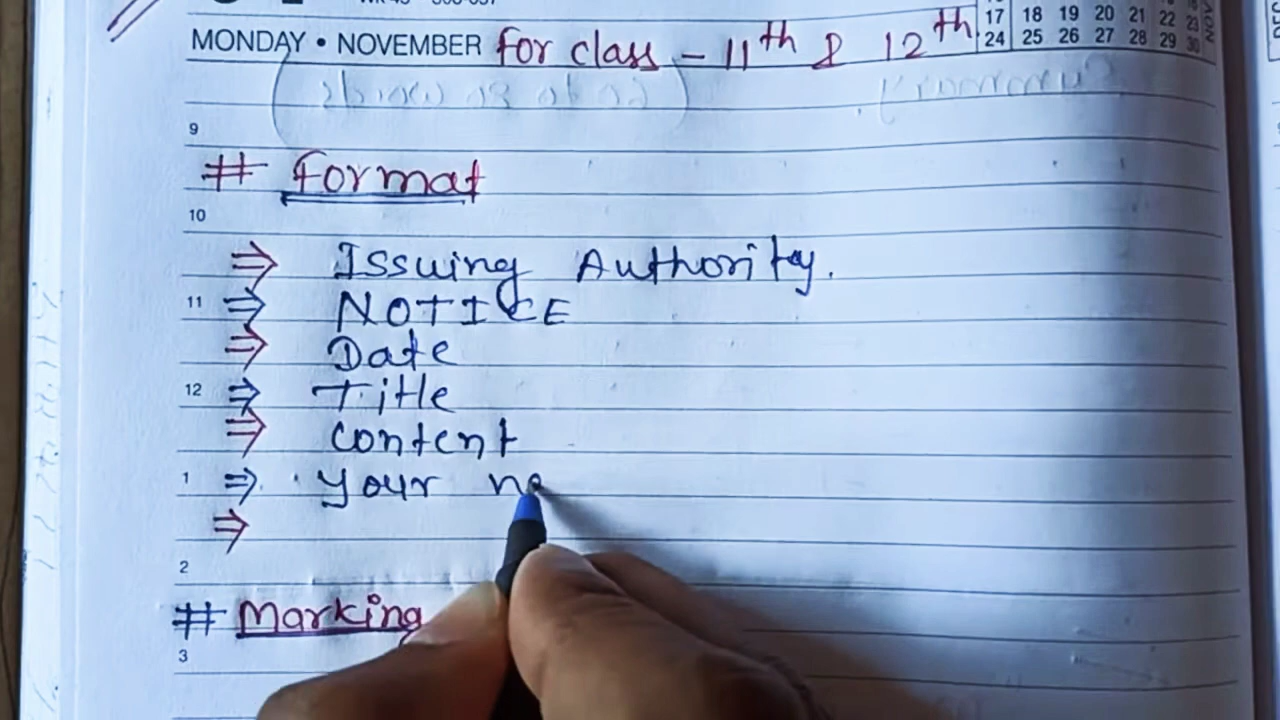 MONDAY • NOVEMBER for class - 11th & 12th
17 18 19 20 21 22 23
24 25 26 27 28 29 30
9
# Format
10
⇒ Issuing Authority.
11 ⇒ NOTICE
⇒ Date
12 ⇒ Title
⇒ Content
1 ⇒ Your na
⇒
2
# Marking
3